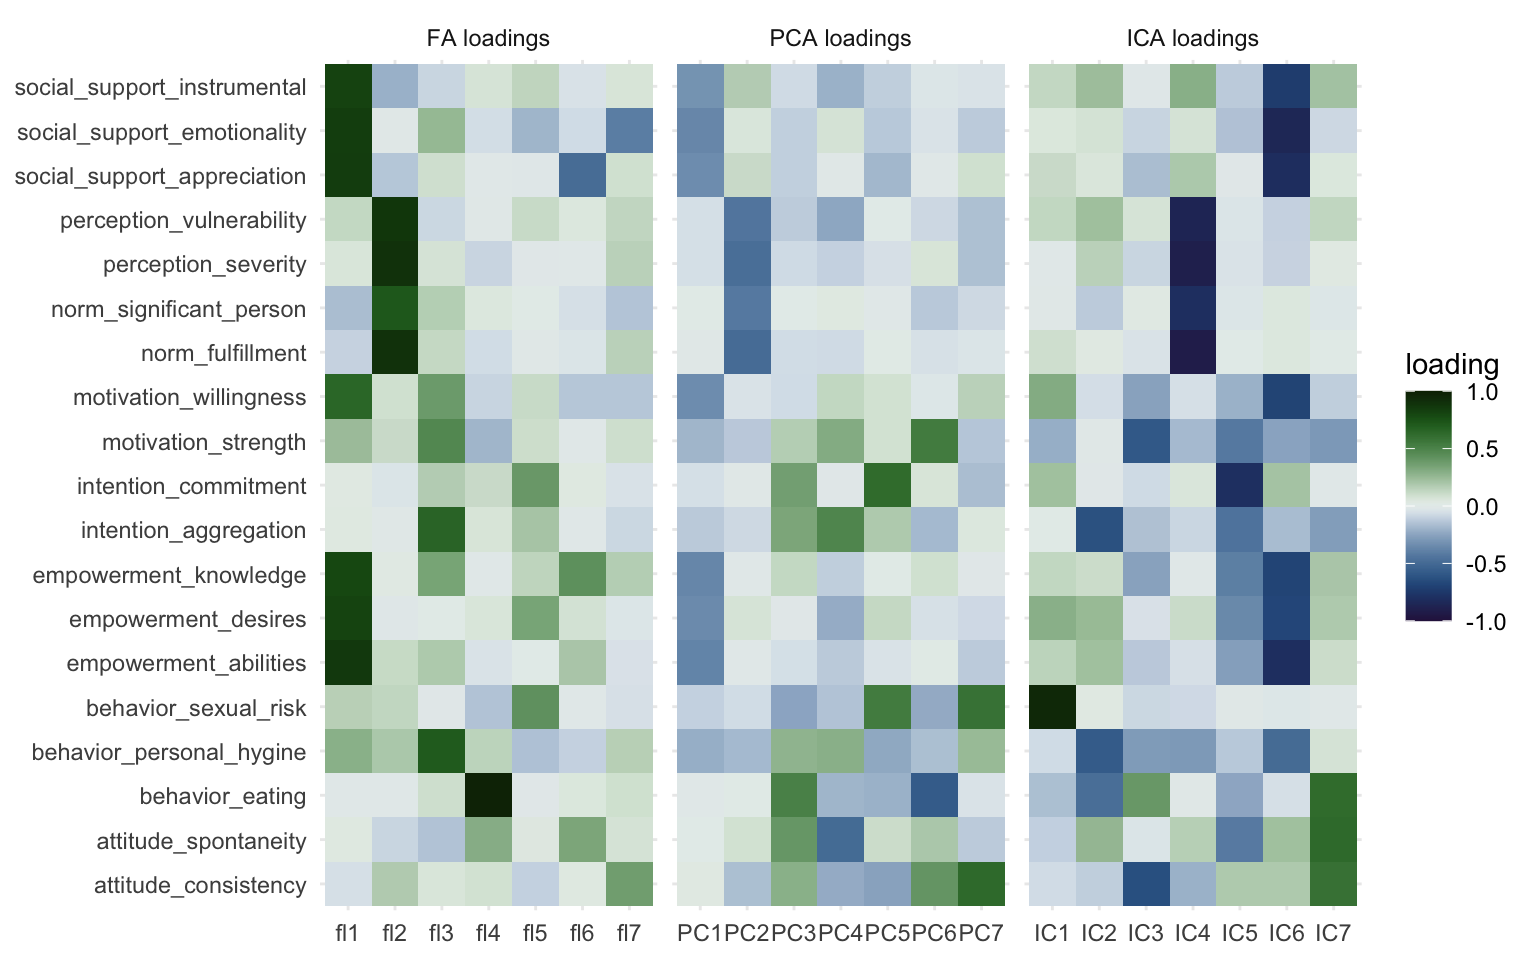 FA loadings PCA loadings ICA loadings
social_support_instrumental
social_support_emotionality
social_support_appreciation
perception_vulnerability
perception_severity
norm_significant_person
norm_fulfillment
motivation_willingness
motivation_strength
intention_commitment
intention_aggregation
empowerment_knowledge
empowerment_desires
empowerment_abilities
behavior_sexual_risk
behavior_personal_hygine
behavior_eating
attitude_spontaneity
attitude_consistency
fl1 fl2 fl3 fl4 fl5 fl6 fl7 PC1 PC2 PC3 PC4 PC5 PC6 PC7 IC1 IC2 IC3 IC4 IC5 IC6 IC7
loading
1.0
0.5
0.0
-0.5
-1.0